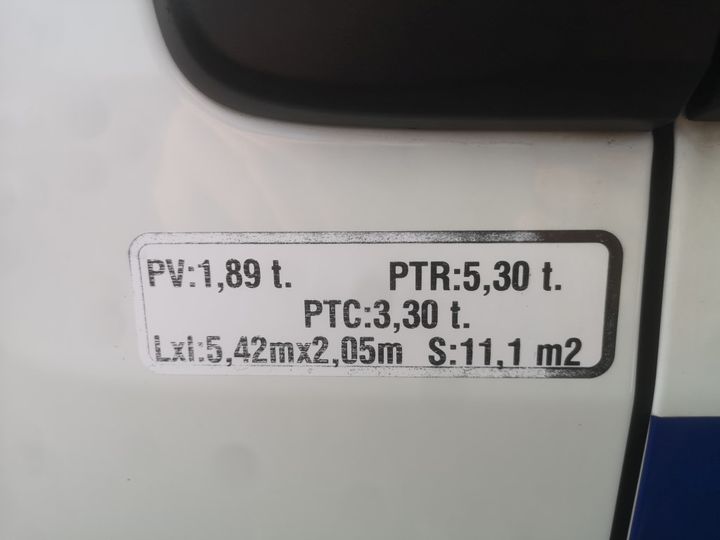 PV:1,89 t. PTR:5,30 t.
PTC:3,30 t.
Lxl:5,42mx2,05m S:11,1 m2